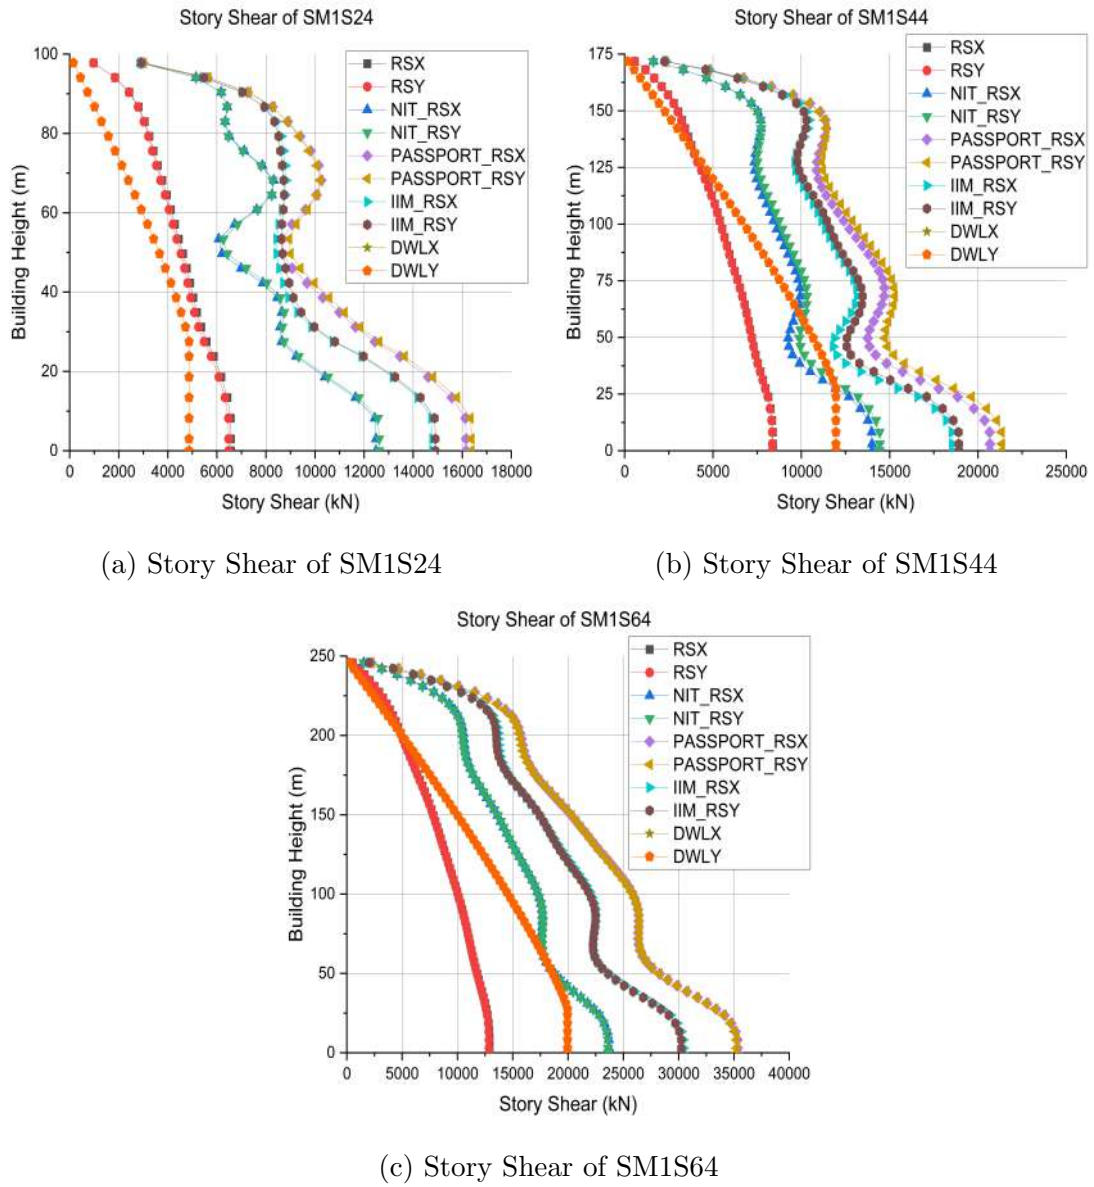 Story Shear of SM1S24
100
80
60
40
20
0
Building Height (m)
0 2000 4000 6000 8000 10000 12000 14000 16000 18000
Story Shear (kN)
RSX
RSY
NIT_RSX
NIT_RSY
PASSPORT_RSX
PASSPORT_RSY
IIM_RSX
IIM_RSY
DWLX
DWLY
(a) Story Shear of SM1S24
Story Shear of SM1S44
175
150
125
100
75
50
25
0
Building Height (m)
0 5000 10000 15000 20000 25000
Story Shear (kN)
RSX
RSY
NIT_RSX
NIT_RSY
PASSPORT_RSX
PASSPORT_RSY
IIM_RSX
IIM_RSY
DWLX
DWLY
(b) Story Shear of SM1S44
Story Shear of SM1S64
250
200
150
100
50
0
Building Height (m)
0 5000 10000 15000 20000 25000 30000 35000 40000
Story Shear (kN)
RSX
RSY
NIT_RSX
NIT_RSY
PASSPORT_RSX
PASSPORT_RSY
IIM_RSX
IIM_RSY
DWLX
DWLY
(c) Story Shear of SM1S64